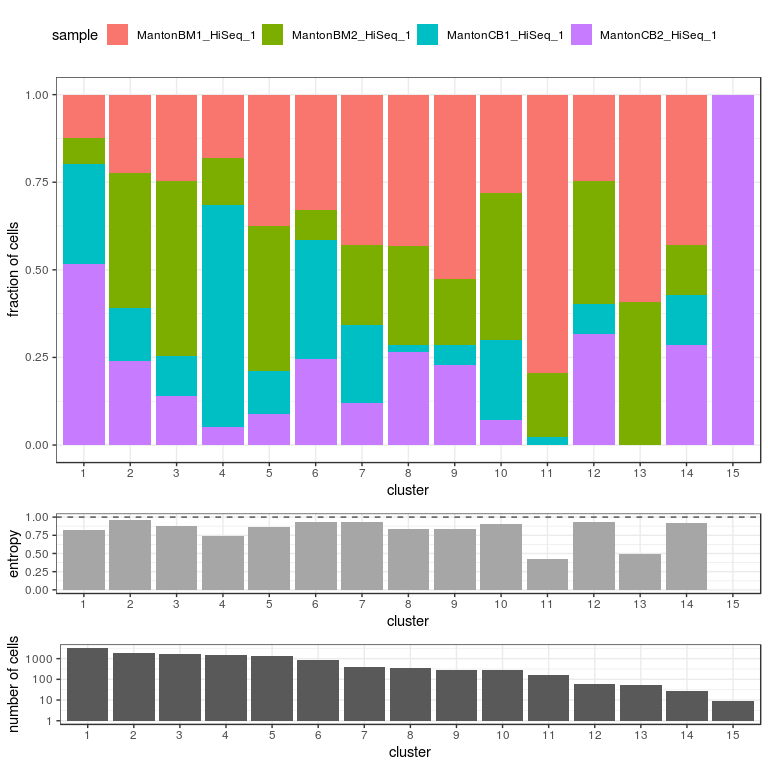 sample MantonBM1_HiSeq_1 MantonBM2_HiSeq_1 MantonCB1_HiSeq_1 MantonCB2_HiSeq_1
fraction of cells
1.00
0.75
0.50
0.25
0.00
1 2 3 4 5 6 7 8 9 10 11 12 13 14 15
cluster
entropy
1.00
0.75
0.50
0.25
0.00
1 2 3 4 5 6 7 8 9 10 11 12 13 14 15
cluster
number of cells
1000
100
10
1
1 2 3 4 5 6 7 8 9 10 11 12 13 14 15
cluster